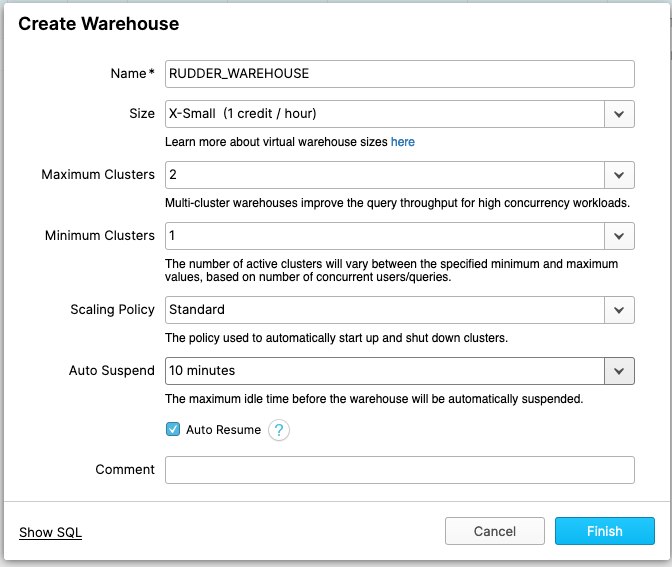 Create Warehouse
Name*
RUDDER_WAREHOUSE
Size
X-Small (1 credit / hour)
Learn more about virtual warehouse sizes here
Maximum Clusters
2
Multi-cluster warehouses improve the query throughput for high concurrency workloads.
Minimum Clusters
1
The number of active clusters will vary between the specified minimum and maximum
values, based on number of concurrent users/queries.
Scaling Policy
Standard
The policy used to automatically start up and shut down clusters.
Auto Suspend
10 minutes
The maximum idle time before the warehouse will be automatically suspended.
Auto Resume ?
Comment
Show SQL
Cancel
Finish